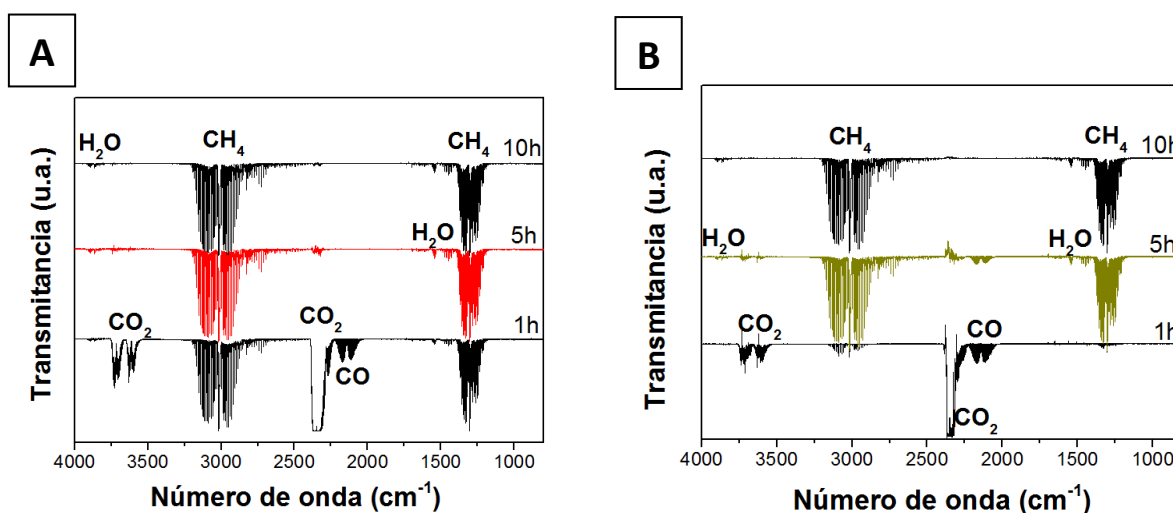 A
H₂O
CH₄
CH₄
10h
H₂O
5h
CO₂
CO₂
1h
CO
4000 3500 3000 2500 2000 1500 1000
Número de onda (cm⁻¹)
Transmitancia (u.a.)
B
CH₄
CH₄
10h
H₂O
H₂O
5h
CO₂
CO
1h
CO₂
4000 3500 3000 2500 2000 1500 1000
Número de onda (cm⁻¹)
Transmitancia (u.a.)